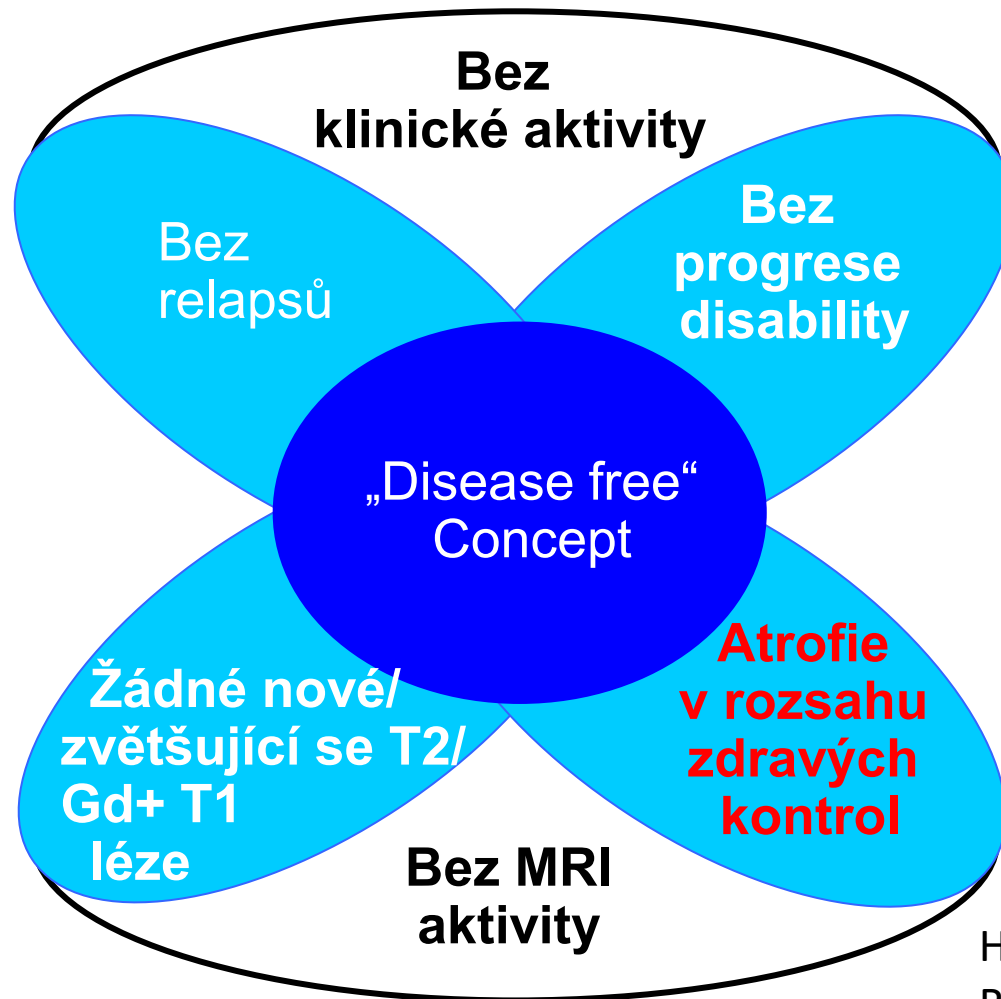 Bez
klinické aktivity
Bez
relapsů
Bez
progrese
disability
„Disease free“
Concept
Žádné nové/
zvětšující se T2/
Gd+ T1
léze
Atrofie
v rozsahu
zdravých
kontrol
Bez MRI
aktivity
H